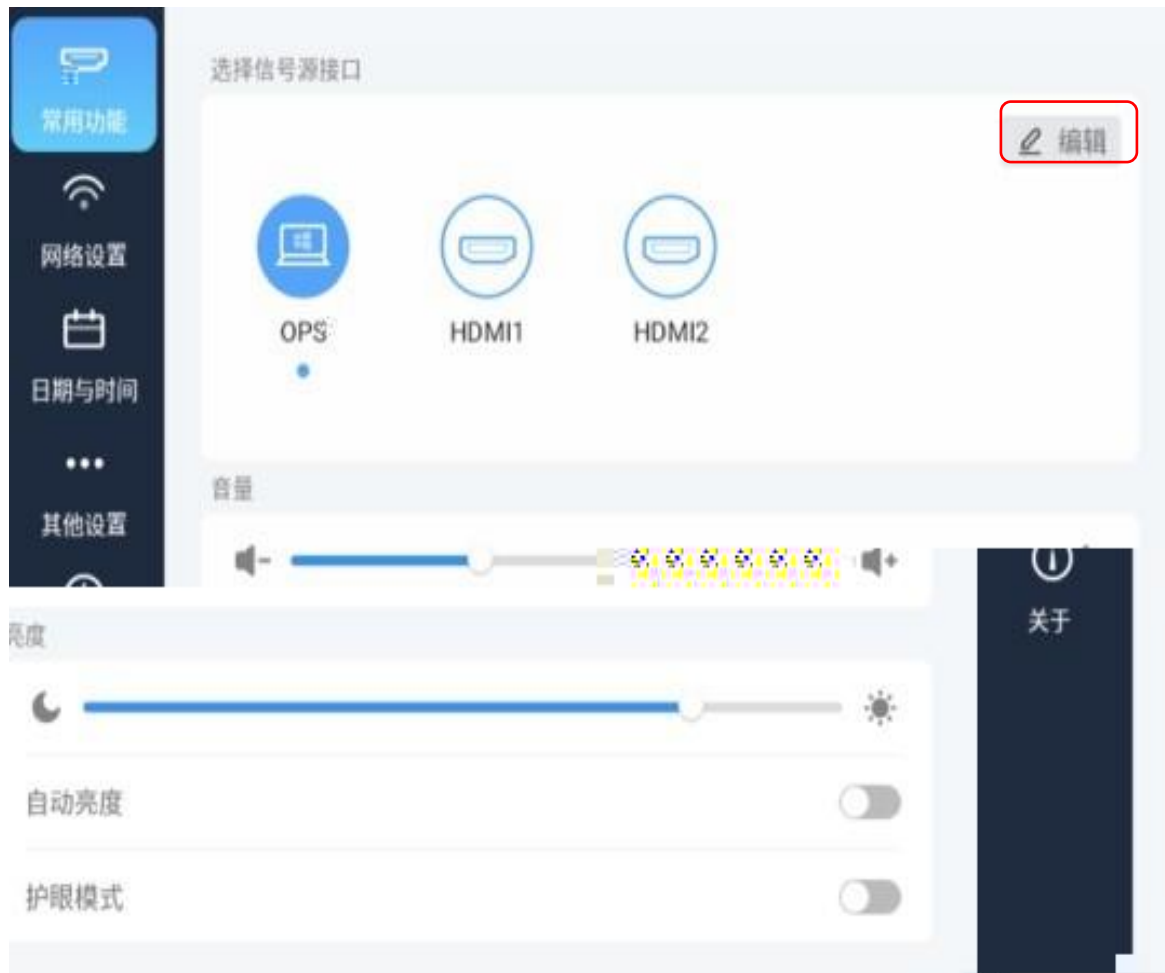 选择信号源接口
常用功能
编辑
网络设置
OPS
HDMI1
HDMI2
日期与时间
音量
其他设置
关于
亮度
自动亮度
护眼模式